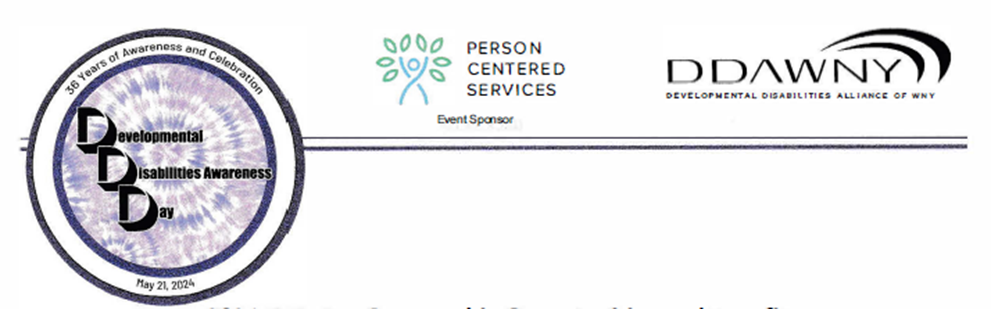 36 Years of Awareness and Celebration
Developmental
Disabilities Awareness
Day
May 21, 2024
PERSON
CENTERED
SERVICES
Event Sponsor
DDAWNY
DEVELOPMENTAL DISABILITIES ALLIANCE OF WNY